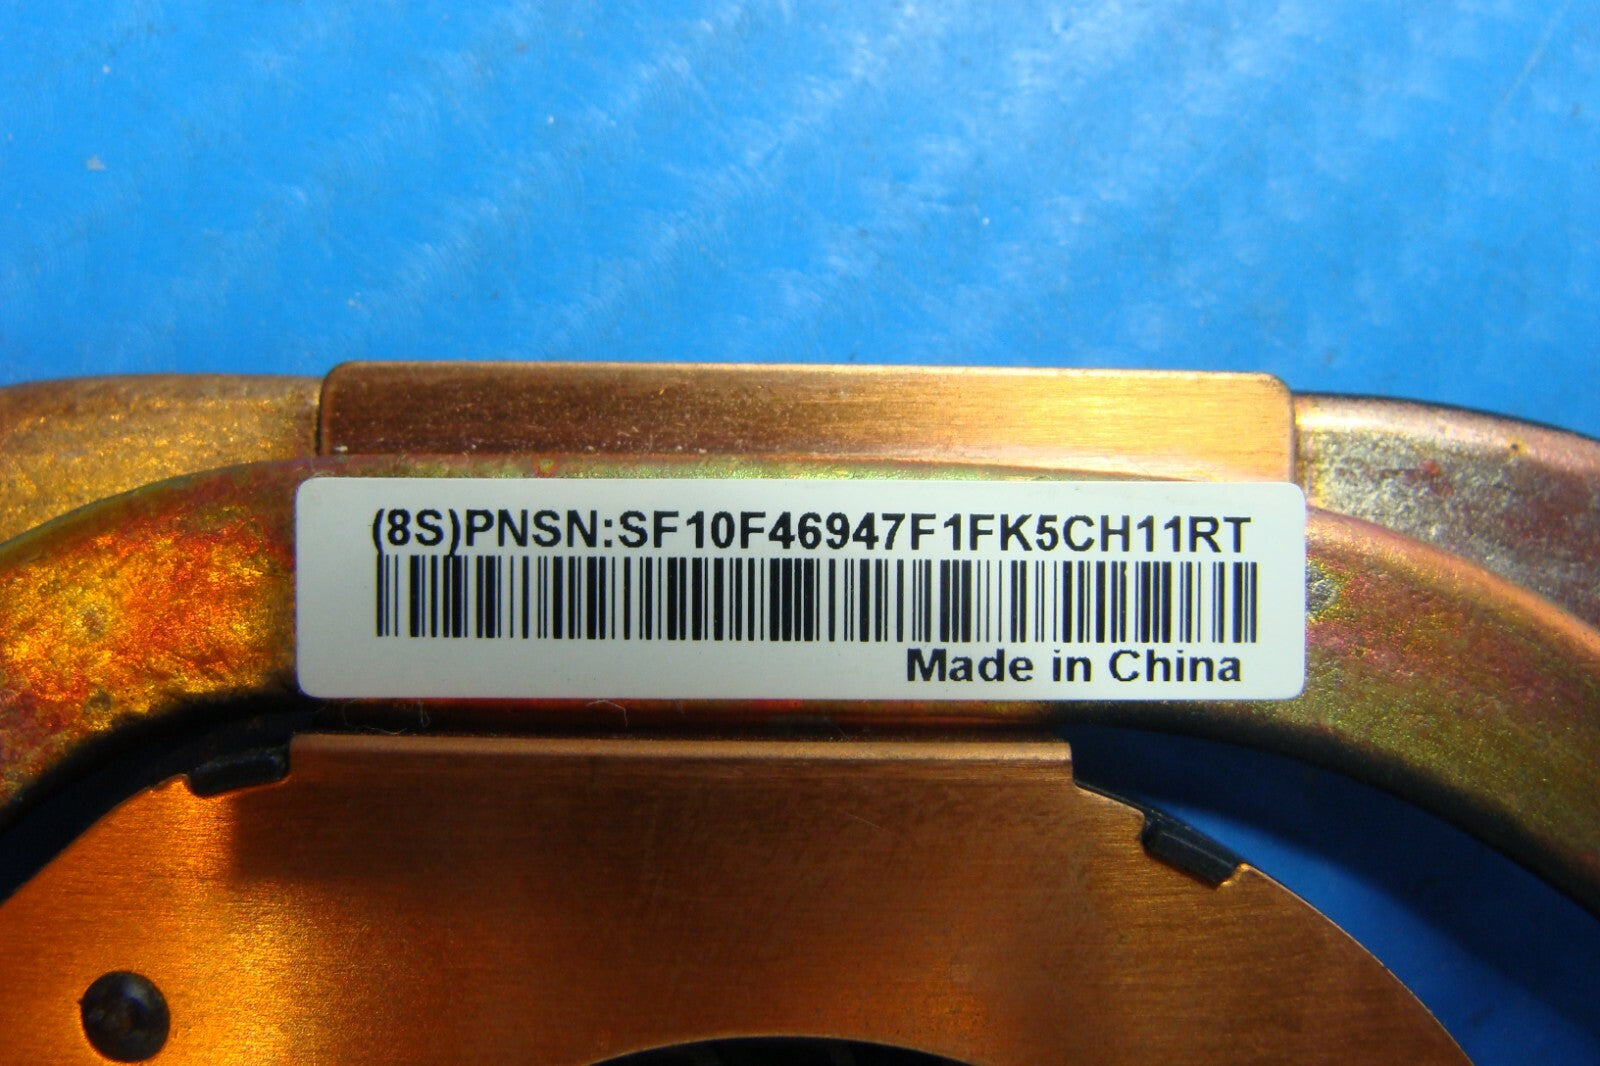 (8S)PNSN:SF10F46947F1FK5CH11RT
Made in China